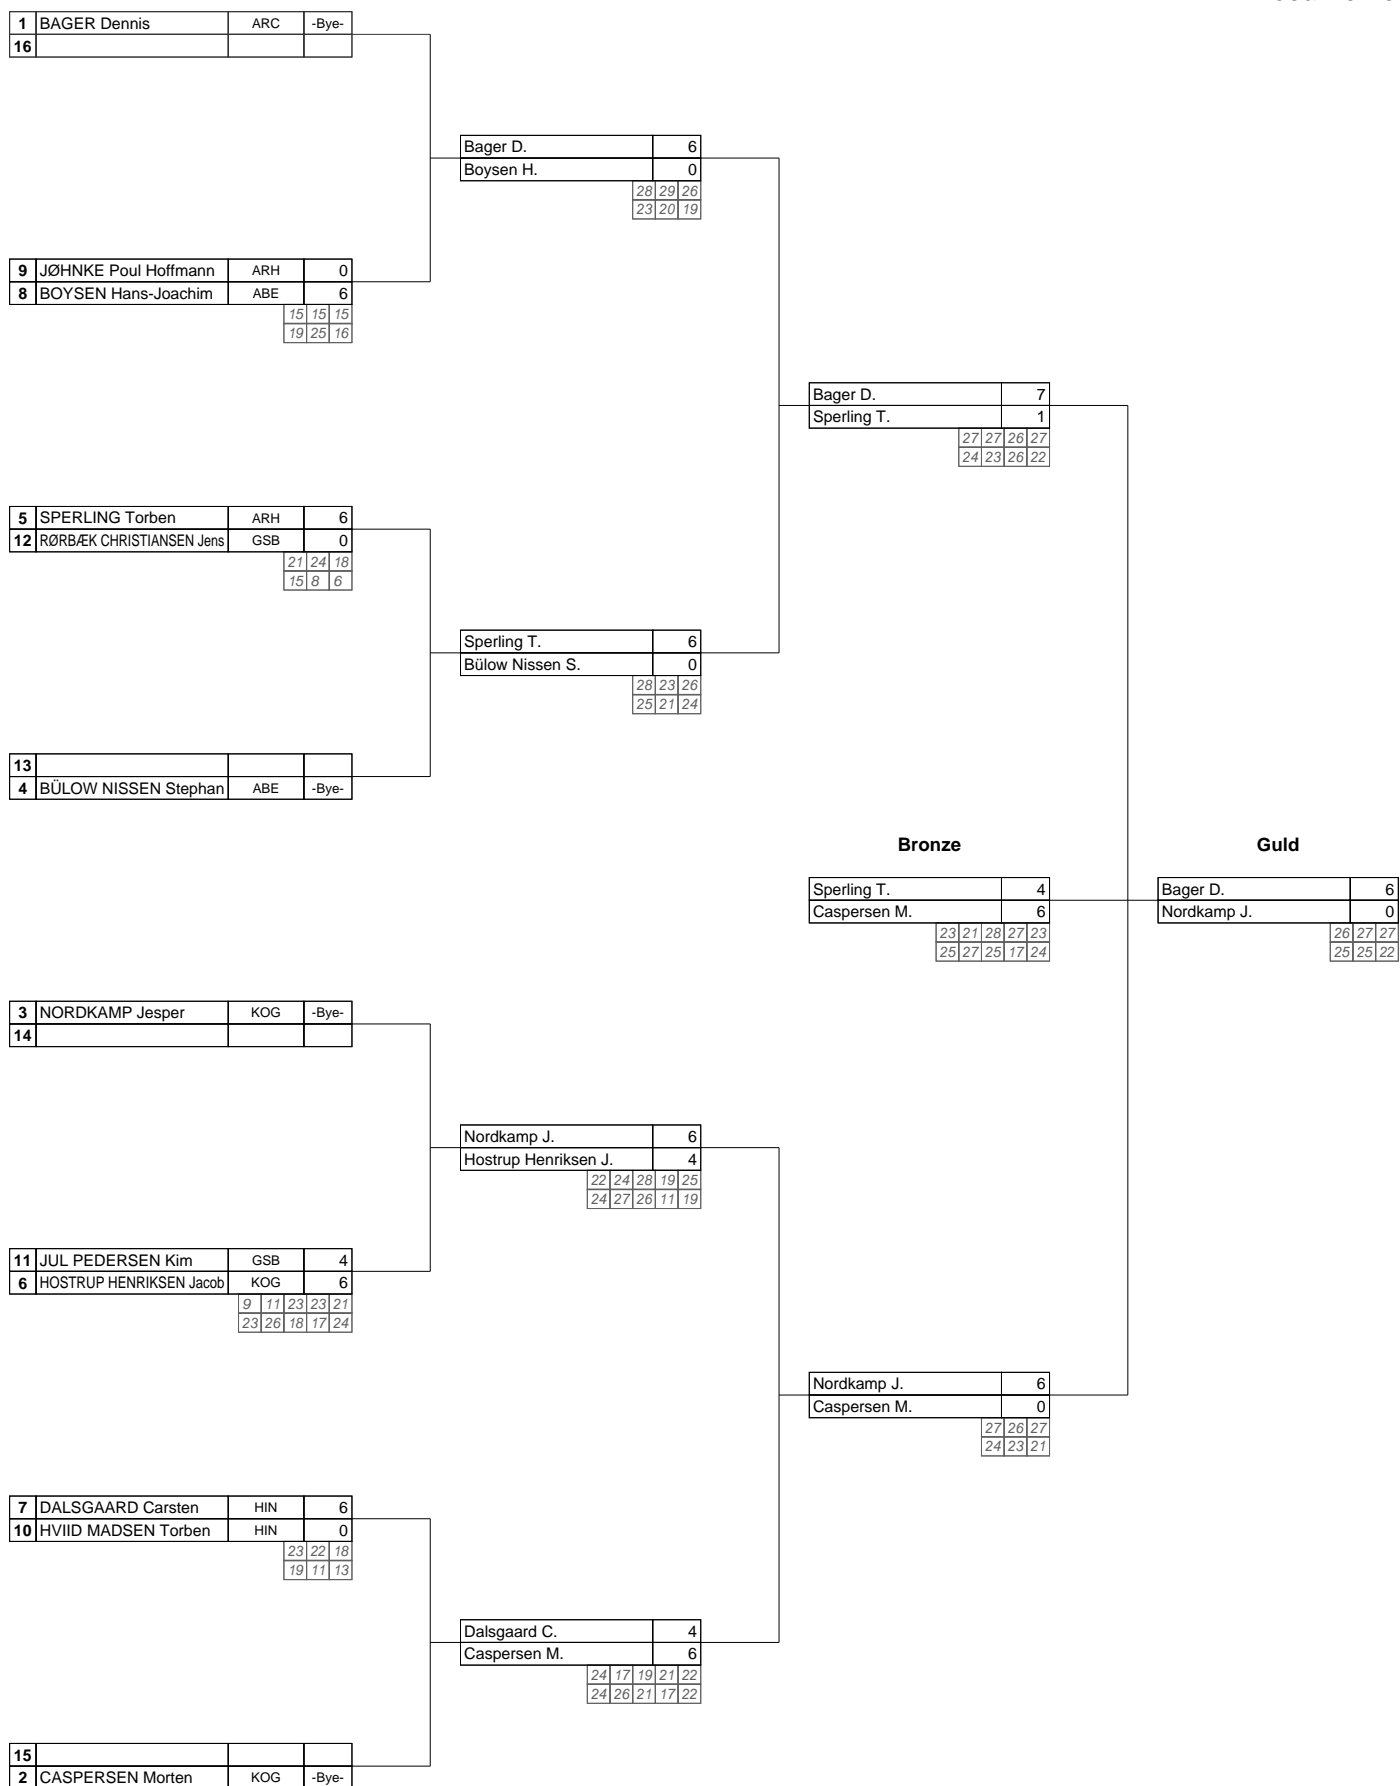 1 BAGER Dennis ARC -Bye-
16
Bager D. 6
Boysen H. 0
28 29 26
23 20 19
9 JØHNKE Poul Hoffmann ARH 0
8 BOYSEN Hans-Joachim ABE 6
15 15 15
19 25 16
Bager D. 7
Sperling T. 1
27 27 26 27
24 23 26 22
5 SPERLING Torben ARH 6
12 RØRBÆK CHRISTIANSEN Jens GSB 0
21 24 18
15 8 6
Sperling T. 6
Bülow Nissen S. 0
28 23 26
25 21 24
13
4 BÜLOW NISSEN Stephan ABE -Bye-
Bronze Guld
Sperling T. 4 Bager D. 6
Caspersen M. 6 Nordkamp J. 0
23 21 28 27 23 26 27 27
25 27 25 17 24 25 25 22
3 NORDKAMP Jesper KOG -Bye-
14
Nordkamp J. 6
Hostrup Henriksen J. 4
22 24 28 19 25
24 27 26 11 19
11 JUL PEDERSEN Kim GSB 4
6 HOSTRUP HENRIKSEN Jacob KOG 6
9 11 23 23 21
23 26 18 17 24
Nordkamp J. 6
Caspersen M. 0
27 26 27
24 23 21
7 DALSGAARD Carsten HIN 6
10 HVIID MADSEN Torben HIN 0
23 22 18
19 11 13
Dalsgaard C. 4
Caspersen M. 6
24 17 19 21 22
24 26 21 17 22
15
2 CASPERSEN Morten KOG -Bye-